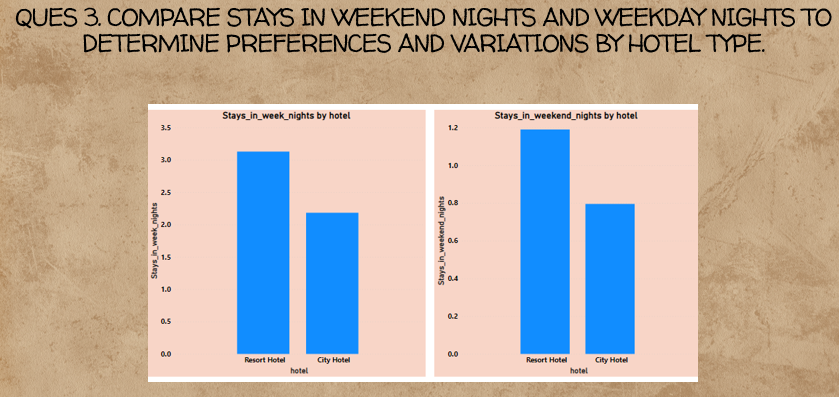 QUES 3. COMPARE STAYS IN WEEKEND NIGHTS AND WEEKDAY NIGHTS TO
DETERMINE PREFERENCES AND VARIATIONS BY HOTEL TYPE.
Stays_in_week_nights by hotel
3.5
3.0
2.5
2.0
1.5
1.0
0.5
0.0
Stays_in_week_nights
Resort Hotel
City Hotel
hotel
Stays_in_weekend_nights by hotel
1.2
1.0
0.8
0.6
0.4
0.2
0.0
Stays_in_weekend_nights
Resort Hotel
City Hotel
hotel